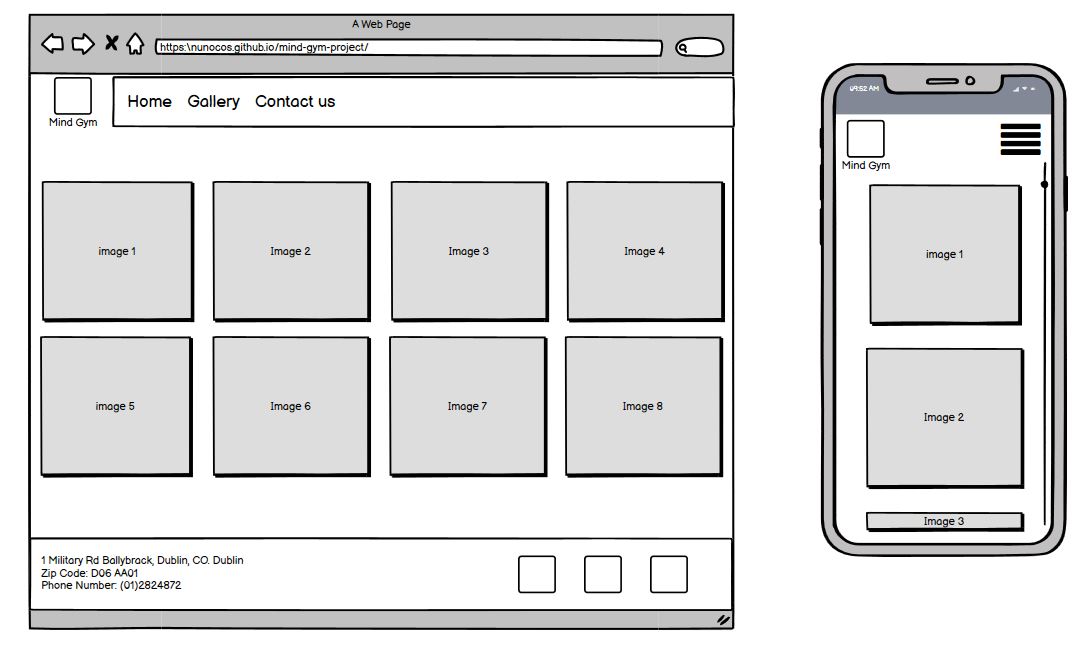 A Web Page
https:\nunocos.github.io/mind-gym-project/
Mind Gym
Home Gallery Contact us
image 1 Image 2 Image 3 Image 4
image 5 Image 6 Image 7 Image 8
1 Military Rd Ballybrack, Dublin, CO. Dublin
Zip Code: D06 AA01
Phone Number: (01)2824872
09:52 AM
Mind Gym
image 1
Image 2
Image 3